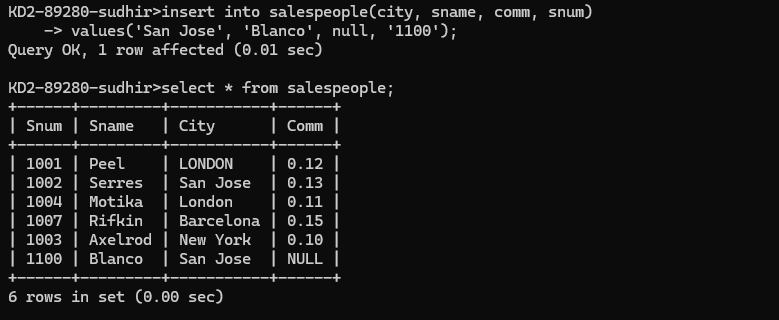 KD2-89280-sudhir>insert into salespeople(city, sname, comm, snum)
    -> values('San Jose', 'Blanco', null, '1100');
Query OK, 1 row affected (0.01 sec)

KD2-89280-sudhir>select * from salespeople;
+------+---------+-----------+------+
| Snum | Sname   | City      | Comm |
+------+---------+-----------+------+
| 1001 | Peel    | LONDON    | 0.12 |
| 1002 | Serres  | San Jose  | 0.13 |
| 1004 | Motika  | London    | 0.11 |
| 1007 | Rifkin  | Barcelona | 0.15 |
| 1003 | Axelrod | New York  | 0.10 |
| 1100 | Blanco  | San Jose  | NULL |
+------+---------+-----------+------+
6 rows in set (0.00 sec)